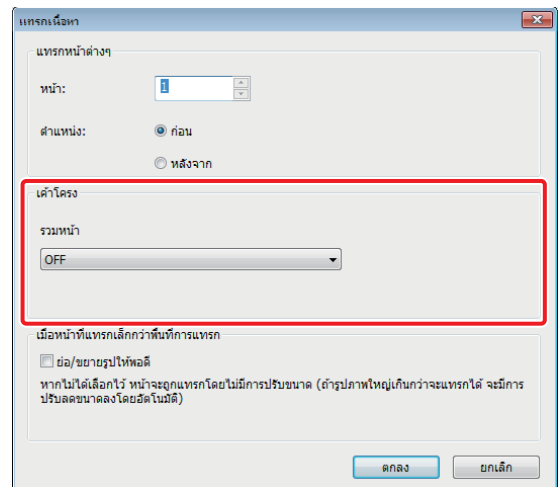 แทรกเนื้อหา
แทรกหน้าต่างๆ
หน้า:
1
ตำแหน่ง:
ก่อน
หลังจาก
เค้าโครง
รวมหน้า
OFF
เมื่อหน้าที่แทรกเล็กกว่าพื้นที่การแทรก
ย่อ/ขยายรูปให้พอดี
หากไม่ได้เลือกไว้ หน้าจะถูกแทรกโดยไม่มีการปรับขนาด (ถ้ารูปภาพใหญ่เกินกว่าจะแทรกได้ จะมีการ
ปรับลดขนาดลงโดยอัตโนมัติ)
ตกลง
ยกเลิก